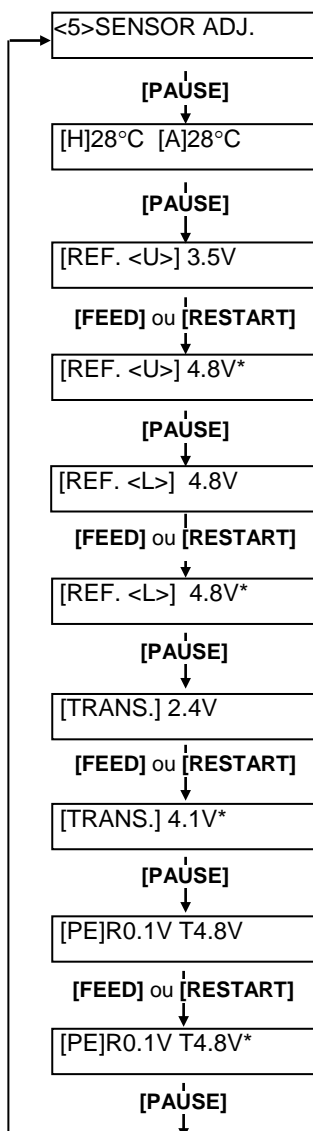 <5>SENSOR ADJ.
[PAUSE]
[H]28°C [A]28°C
[PAUSE]
[REF. <U>] 3.5V
[FEED] ou [RESTART]
[REF. <U>] 4.8V*
[PAUSE]
[REF. <L>] 4.8V
[FEED] ou [RESTART]
[REF. <L>] 4.8V*
[PAUSE]
[TRANS.] 2.4V
[FEED] ou [RESTART]
[TRANS.] 4.1V*
[PAUSE]
[PE]R0.1V T4.8V
[FEED] ou [RESTART]
[PE]R0.1V T4.8V*
[PAUSE]